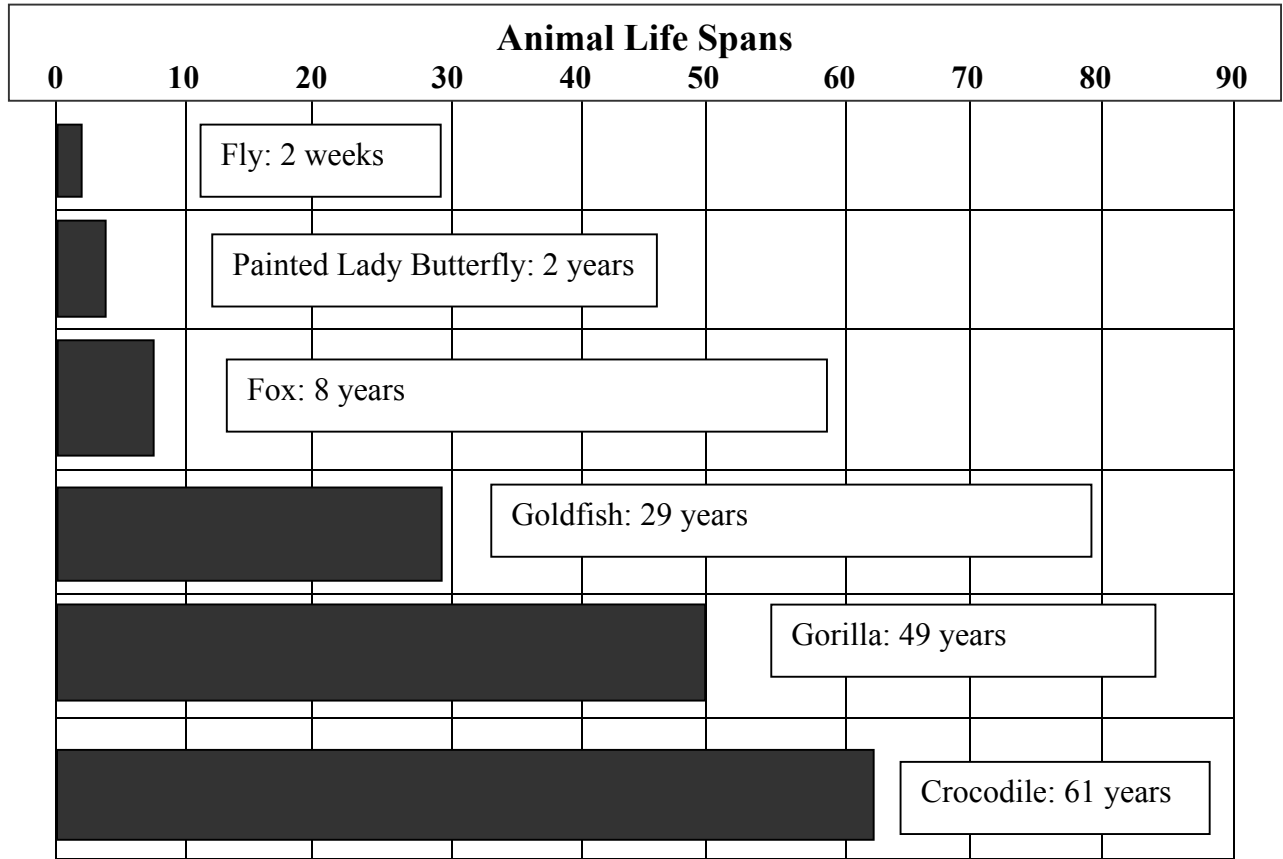 Animal Life Spans
0 10 20 30 40 50 60 70 80 90
Fly: 2 weeks
Painted Lady Butterfly: 2 years
Fox: 8 years
Goldfish: 29 years
Gorilla: 49 years
Crocodile: 61 years